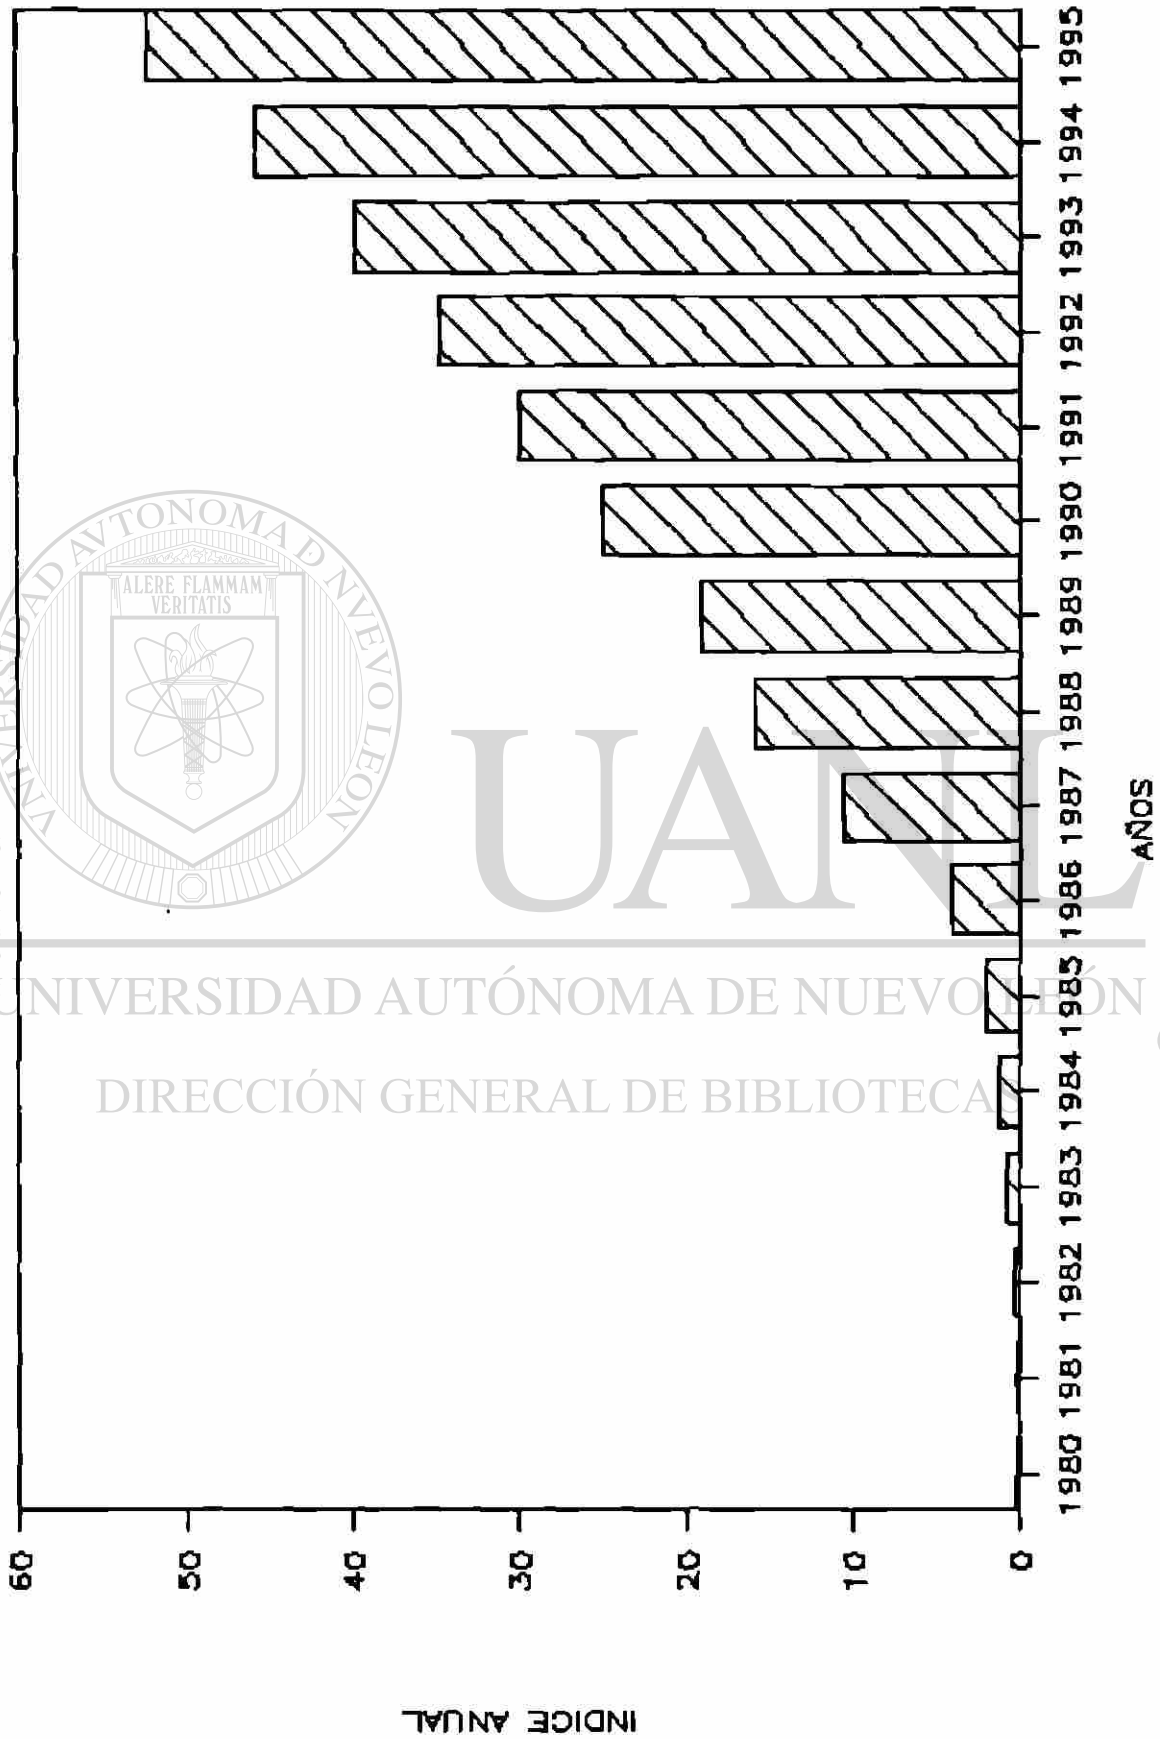 60
50
40
30
20
10
0
INDICE ANUAL
1980 1981 1982 1983 1984 1985 1986 1987 1988 1989 1990 1991 1992 1993 1994 1995
AÑOS
ALERE FLAMMAM
VERITATIS
UANL
UNIVERSIDAD AUTÓNOMA DE NUEVO LEÓN
DIRECCIÓN GENERAL DE BIBLIOTECAS